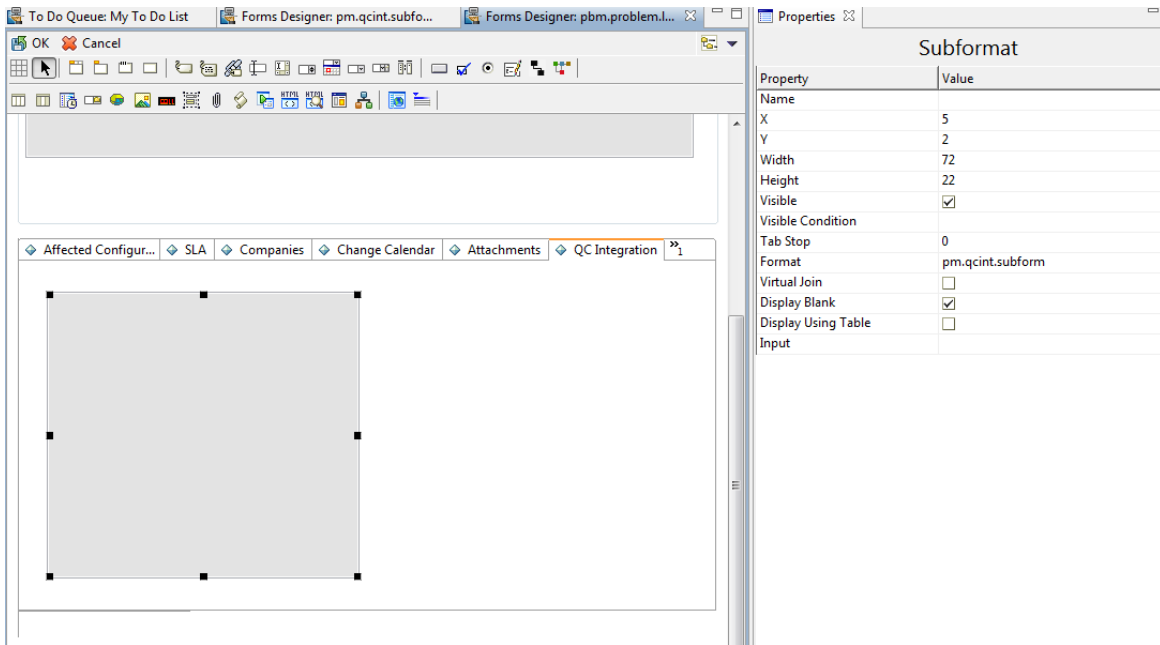 To Do Queue: My To Do List
Forms Designer: pm.qcint.subfo...
Forms Designer: pbm.problem.l...
Properties
OK Cancel
Subformat
Property Value
Name
X 5
Y 2
Width 72
Height 22
Visible
Visible Condition
Tab Stop 0
Format pm.qcint.subform
Virtual Join
Display Blank
Display Using Table
Input
Affected Configur... SLA Companies Change Calendar Attachments QC Integration »1